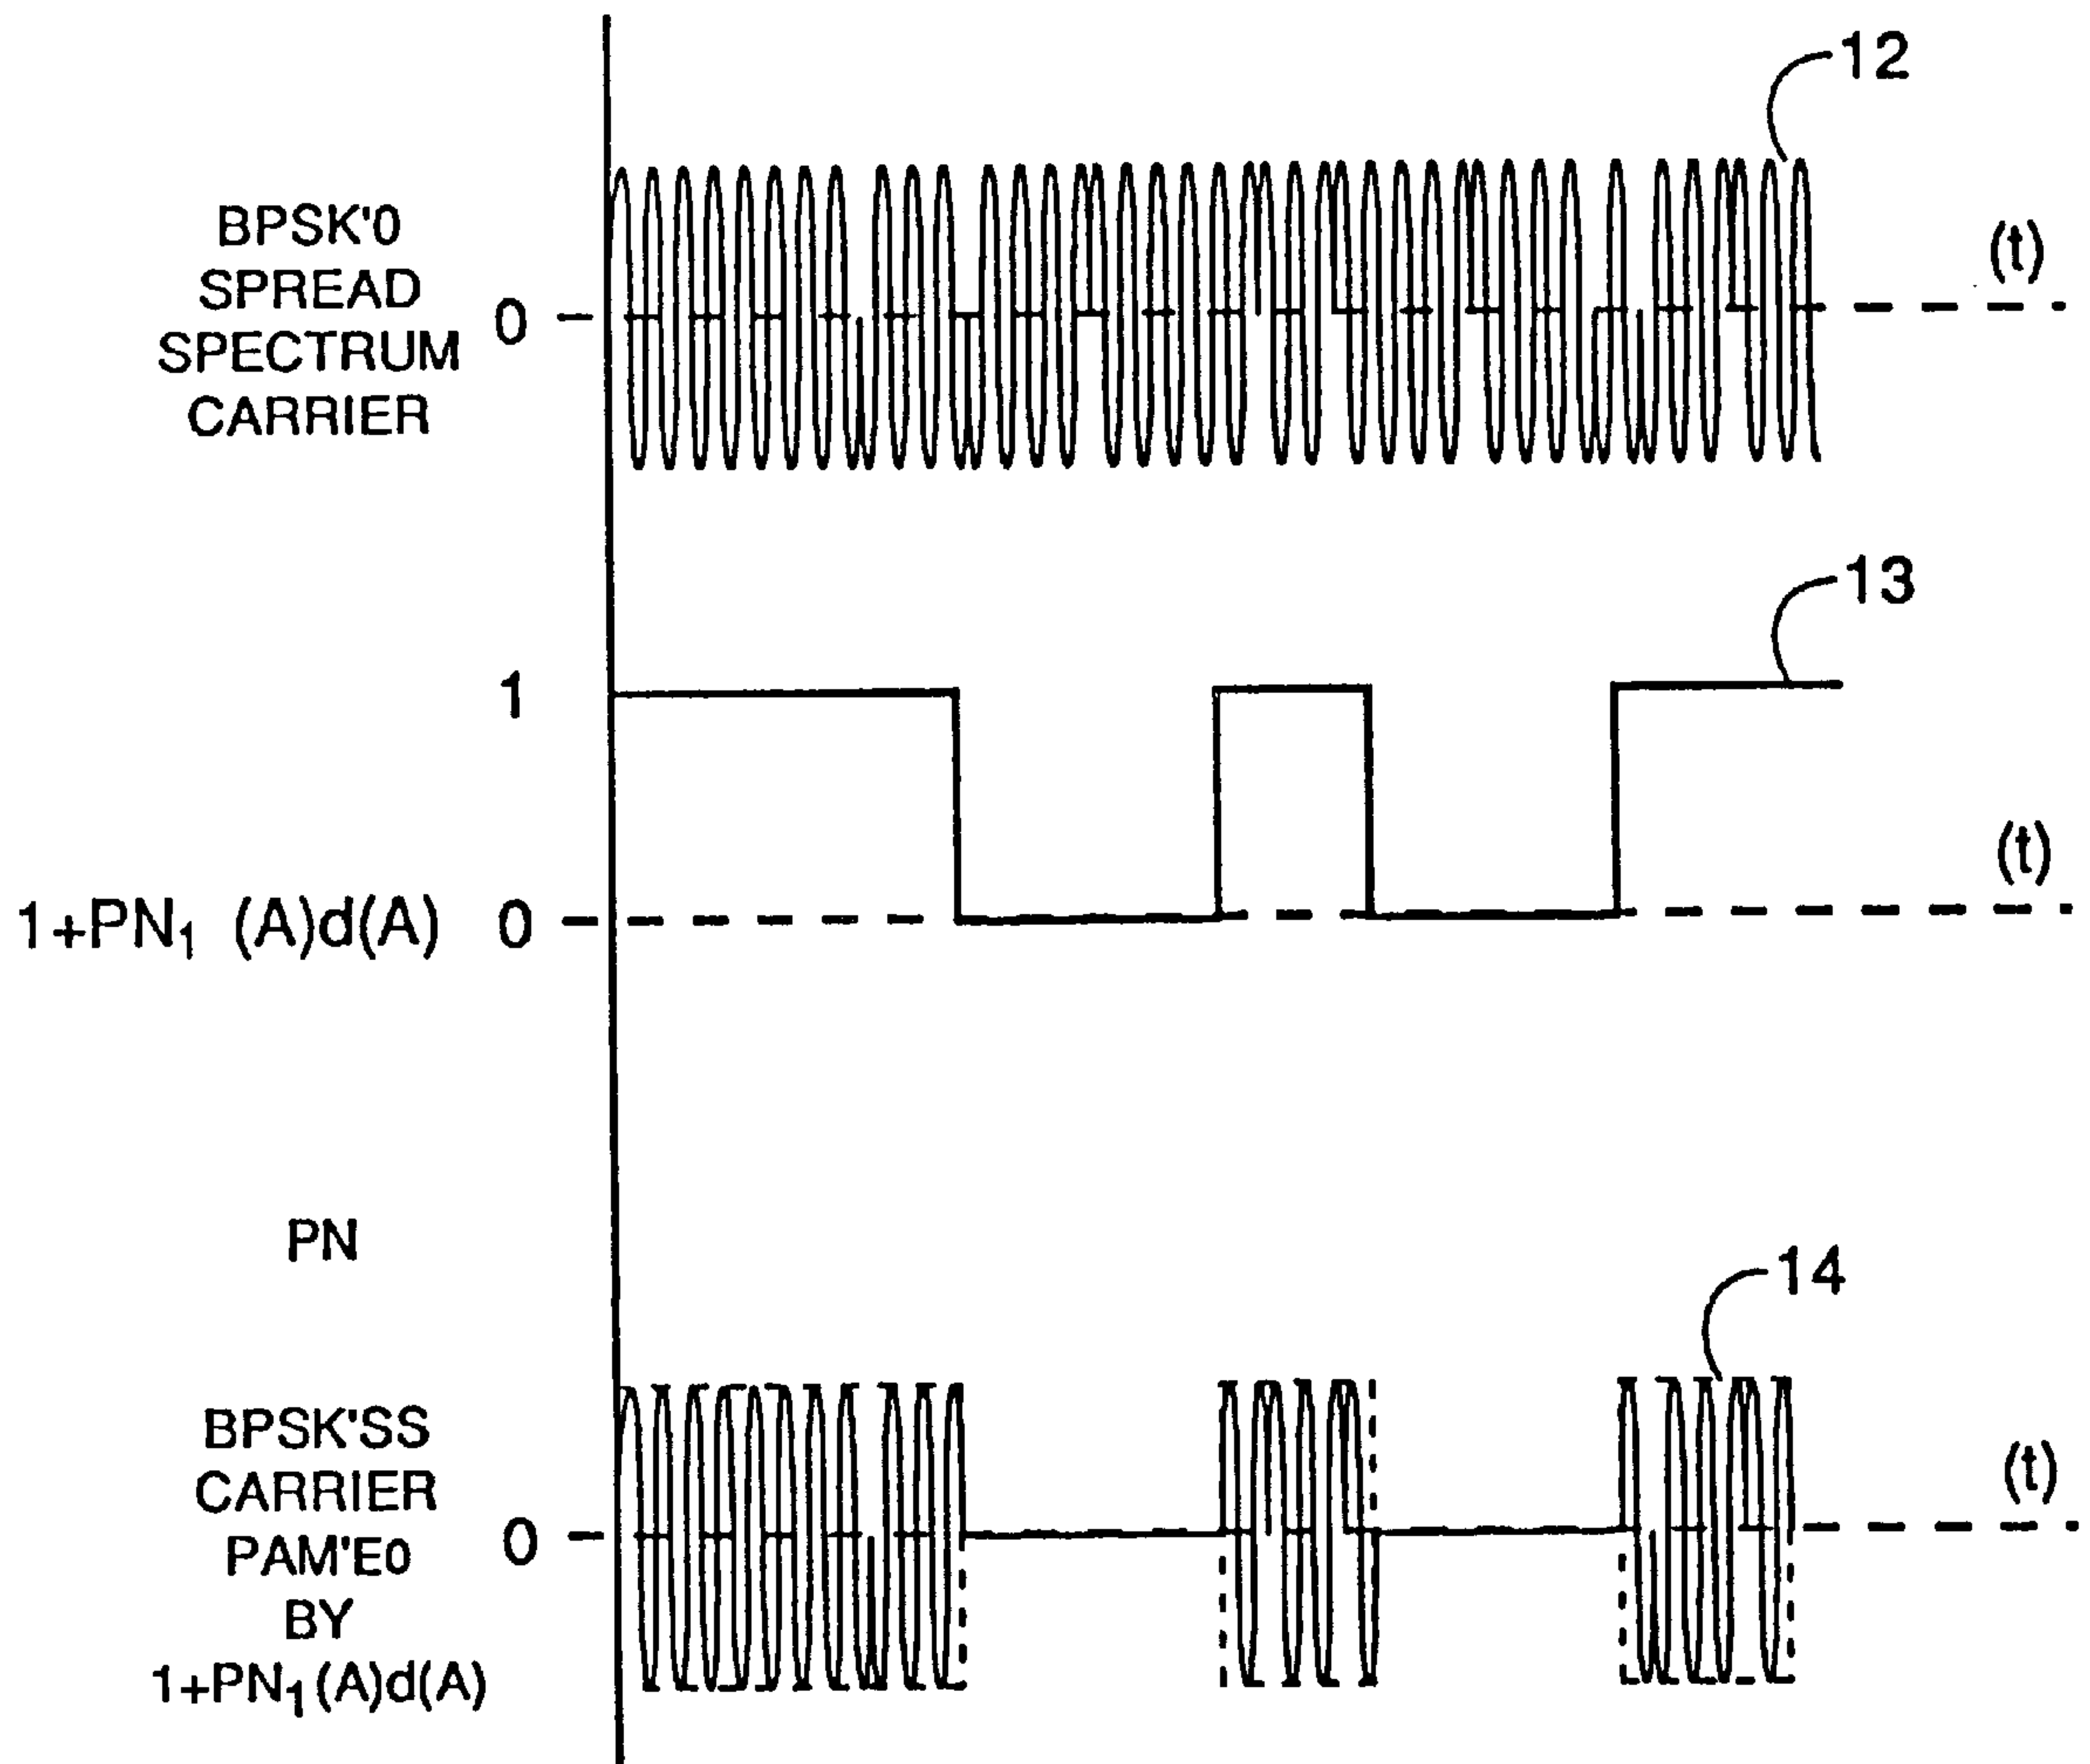 12
BPSK'0
SPREAD
SPECTRUM
CARRIER
0
(t)
13
1
(t)
1+PN₁ (A)d(A) 0
PN
14
BPSK'SS
CARRIER
PAM'E0
BY
1+PN₁(A)d(A)
0
(t)